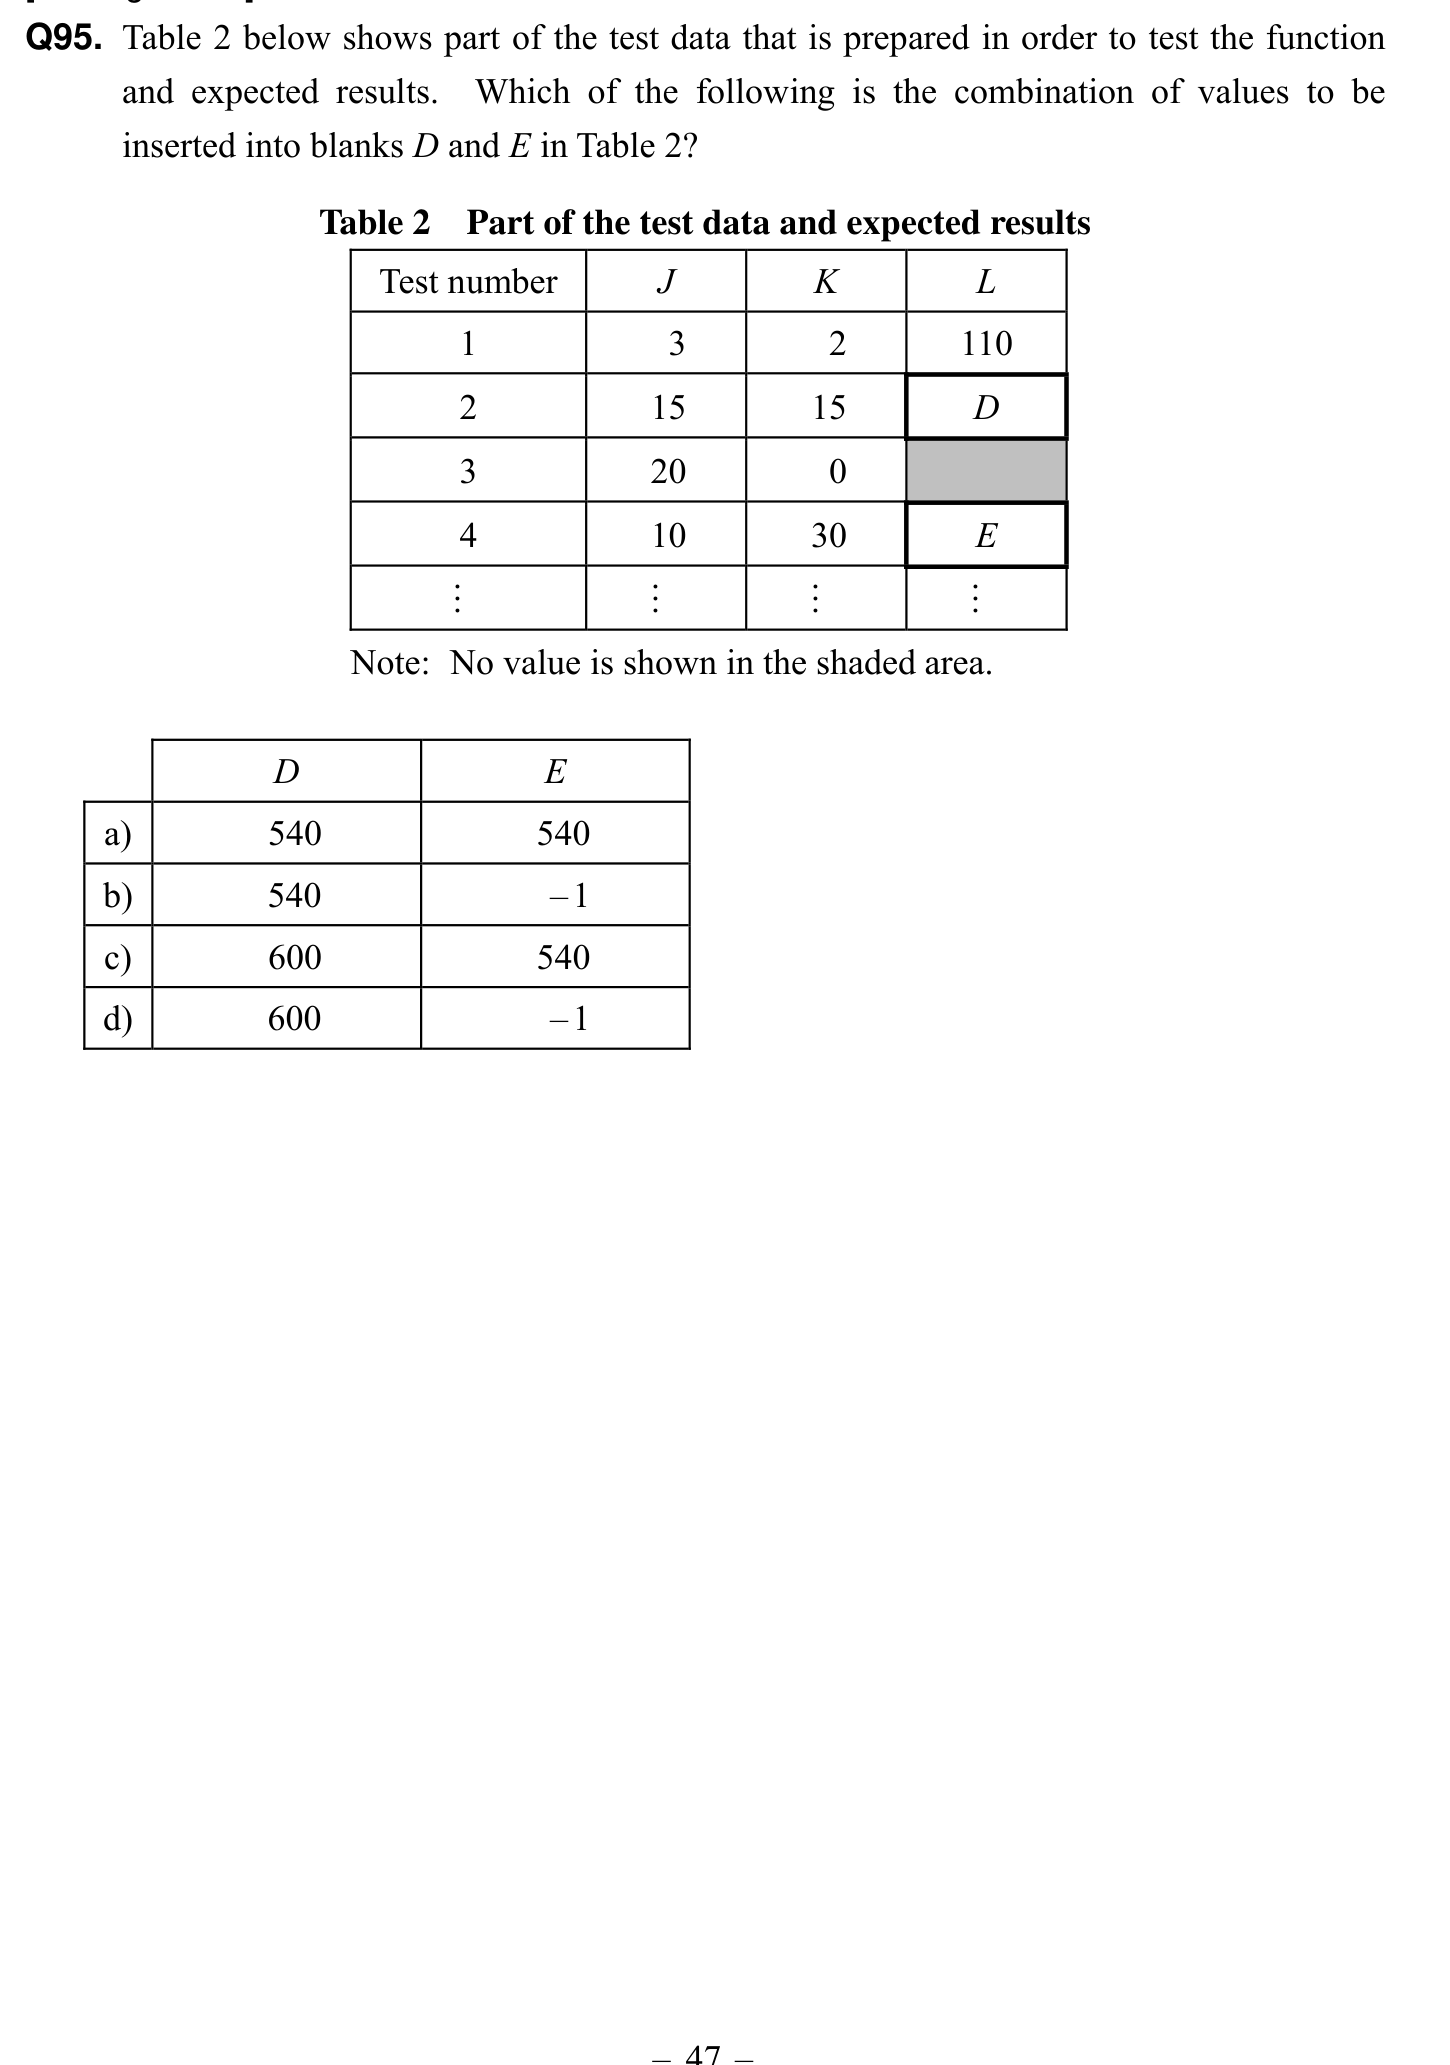 Q95. Table 2 below shows part of the test data that is prepared in order to test the function
and expected results. Which of the following is the combination of values to be
inserted into blanks D and E in Table 2?
Table 2 Part of the test data and expected results
Test number J K L
1 3 2 110
2 15 15 D
3 20 0
4 10 30 E
⋮ ⋮ ⋮ ⋮
Note: No value is shown in the shaded area.
D E
a) 540 540
b) 540 –1
c) 600 540
d) 600 –1
– 47 –